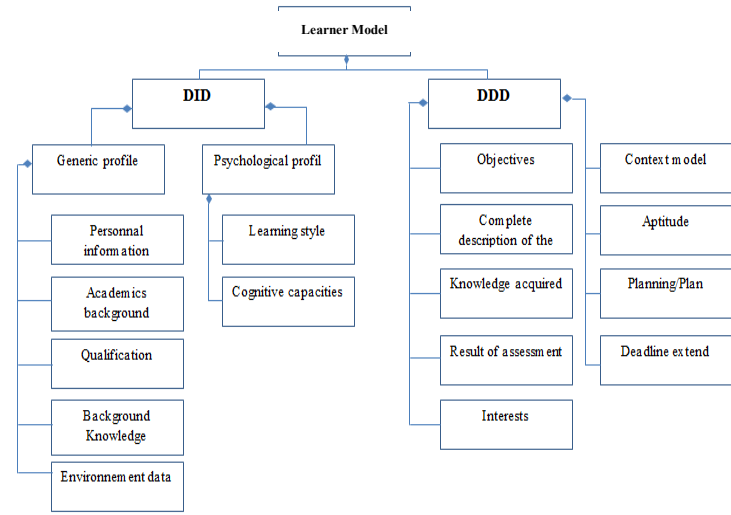 Learner Model
DID
DDD
Generic profile
Psychological profil
Objectives
Context model
Personnal
information
Learning style
Complete
description of the
Aptitude
Academics
background
Cognitive capacities
Knowledge acquired
Planning/Plan
Qualification
Result of assessment
Deadline extend
Background
Knowledge
Interests
Environnement data